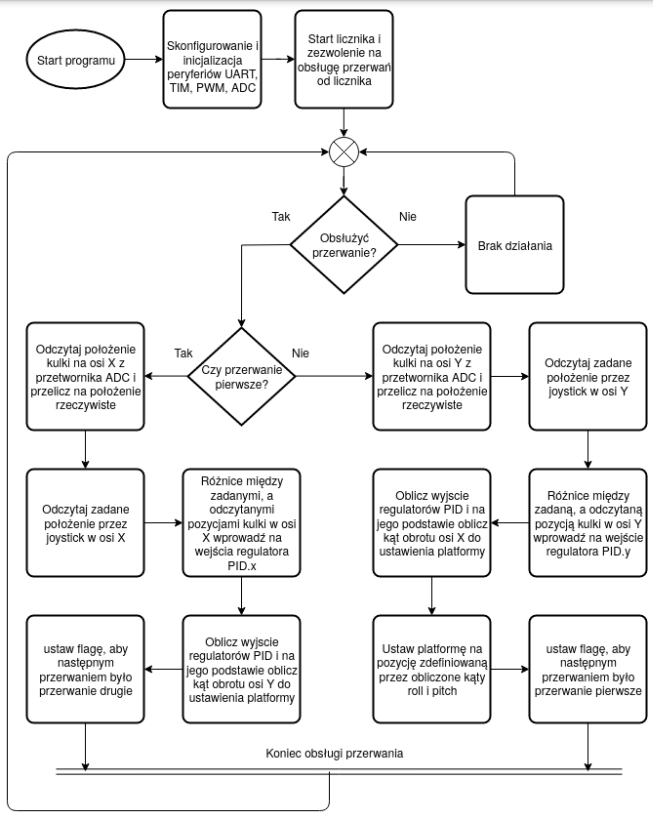 Start programu
Skonfigurowanie i
inicjalizacja
peryferiów UART,
TIM, PWM, ADC
Start licznika i
zezwolenie na
obsługę przerwań
od licznika
Tak
Nie
Obsłużyć
przerwanie?
Brak działania
Odczytaj położenie
kulki na osi X z
przetwornika ADC i
przelicz na położenie
rzeczywiste
Tak
Nie
Czy przerwanie
pierwsze?
Odczytaj położenie
kulki na osi Y z
przetwornika ADC i
przelicz na położenie
rzeczywiste
Odczytaj zadane
położenie przez
joystick w osi Y
Odczytaj zadane
położenie przez
joystick w osi X
Różnice między
zadanymi, a
odczytanymi
pozycjami kulki w osi
X wprowadź na
wejścia regulatora
PID.x
Oblicz wyjscie
regulatorów PID i na
jego podstawie oblicz
kąt obrotu osi X do
ustawienia platformy
Różnice między
zadaną, a odczytaną
pozycją kulki w osi Y
wprowadź na wejście
regulatora PID.y
ustaw flagę, aby
następnym
przerwaniem było
przerwanie drugie
Oblicz wyjscie
regulatorów PID i na
jego podstawie oblicz
kąt obrotu osi Y do
ustawienia platformy
Ustaw platformę na
pozycję zdefiniowaną
przez obliczone kąty
roll i pitch
ustaw flagę, aby
następnym
przerwaniem było
przerwanie pierwsze
Koniec obsługi przerwania